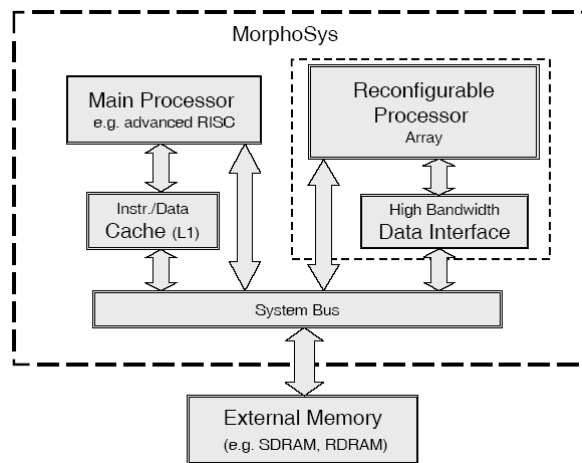 MorphoSys
Main Processor
e.g. advanced RISC
Reconfigurable
Processor
Array
Instr./Data
Cache (L1)
High Bandwidth
Data Interface
System Bus
External Memory
(e.g. SDRAM, RDRAM)